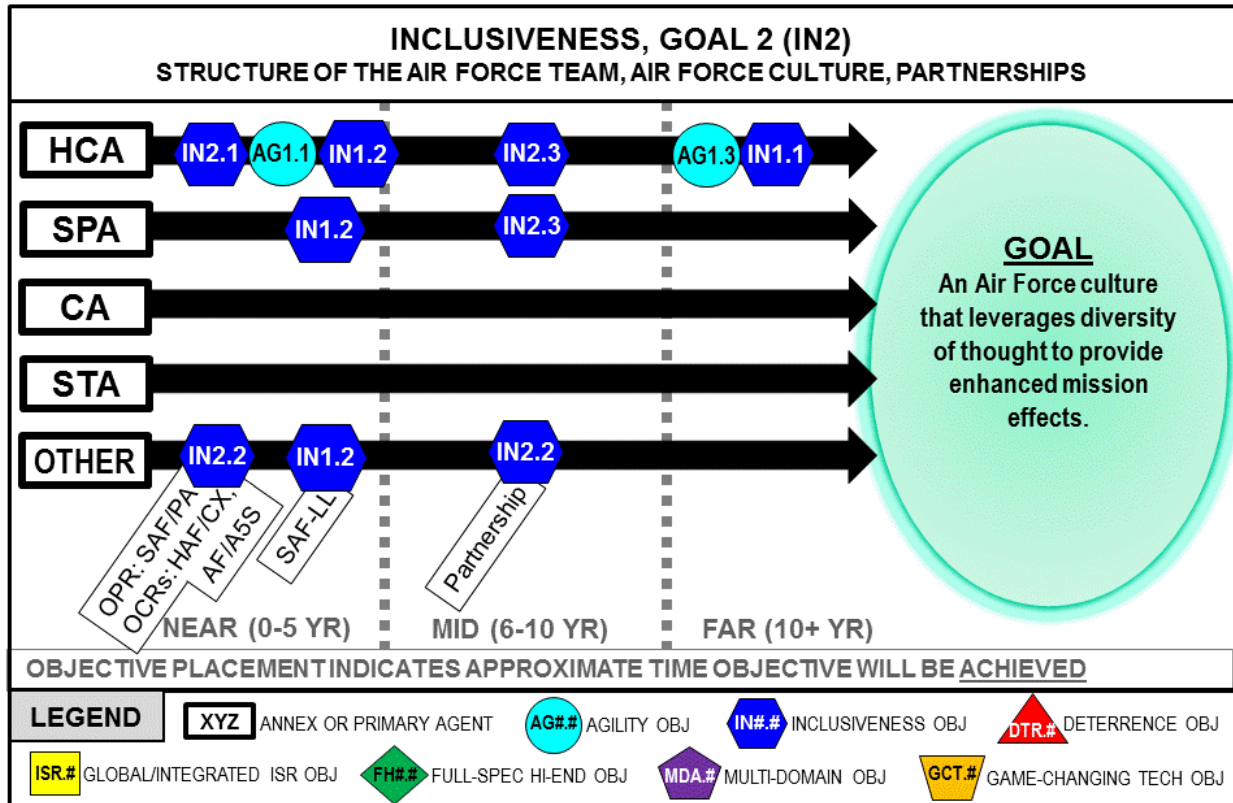 INCLUSIVENESS, GOAL 2 (IN2)
STRUCTURE OF THE AIR FORCE TEAM, AIR FORCE CULTURE, PARTNERSHIPS
HCA
IN2.1
AG1.1
IN1.2
IN2.3
AG1.3
IN1.1
SPA
IN1.2
IN2.3
CA
STA
OTHER
IN2.2
IN1.2
IN2.2
OPR: SAF/PA
OCRs: HAF/CX,
AF/A5S
SAF-LL
Partnership
GOAL
An Air Force culture
that leverages diversity
of thought to provide
enhanced mission
effects.
NEAR (0-5 YR)
MID (6-10 YR)
FAR (10+ YR)
OBJECTIVE PLACEMENT INDICATES APPROXIMATE TIME OBJECTIVE WILL BE ACHIEVED
LEGEND
XYZ ANNEX OR PRIMARY AGENT
AG#.# AGILITY OBJ
IN#.# INCLUSIVENESS OBJ
DTR.# DETERRENCE OBJ
ISR.# GLOBAL/INTEGRATED ISR OBJ
FH#.# FULL-SPEC HI-END OBJ
MDA.# MULTI-DOMAIN OBJ
GCT.# GAME-CHANGING TECH OBJ